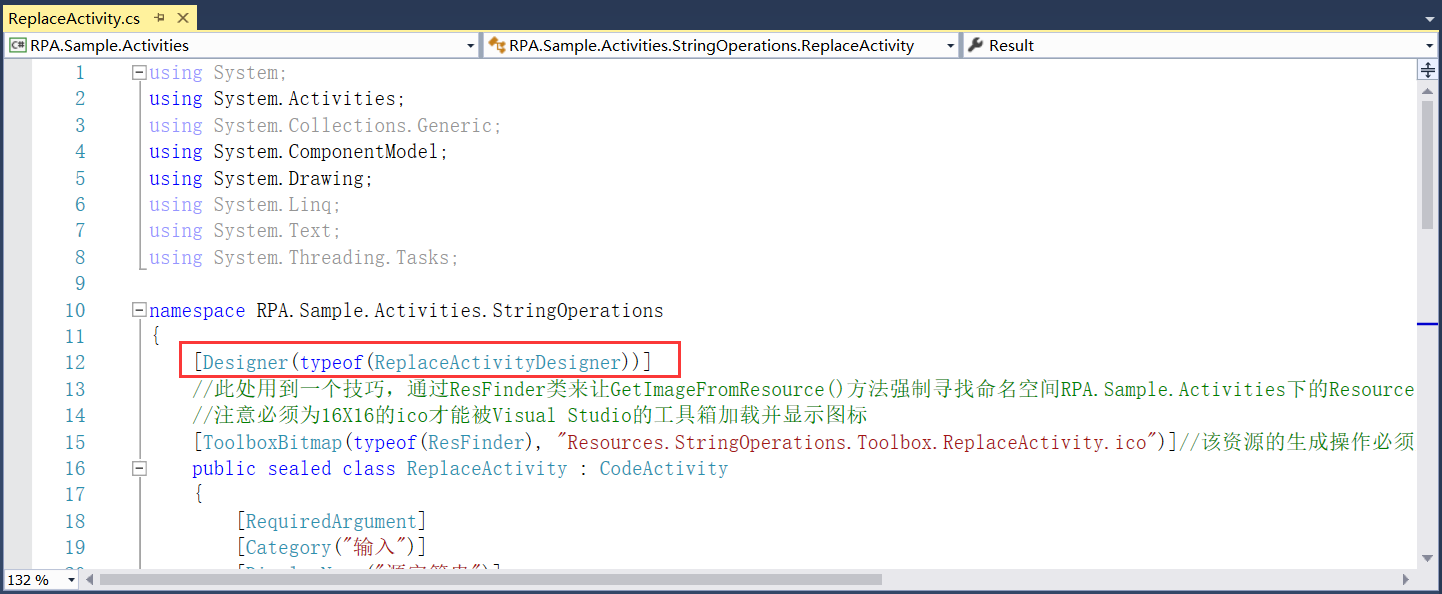 ReplaceActivity.cs
RPA.Sample.Activities
RPA.Sample.Activities.StringOperations.ReplaceActivity
Result
1 using System;
2 using System.Activities;
3 using System.Collections.Generic;
4 using System.ComponentModel;
5 using System.Drawing;
6 using System.Linq;
7 using System.Text;
8 using System.Threading.Tasks;
9
10 namespace RPA.Sample.Activities.StringOperations
11 {
12 [Designer(typeof(ReplaceActivityDesigner))]
13 //此处用到一个技巧，通过ResFinder类来让GetImageFromResource()方法强制寻找命名空间RPA.Sample.Activities下的Resource
14 //注意必须为16X16的ico才能被Visual Studio的工具箱加载并显示图标
15 [ToolboxBitmap(typeof(ResFinder), "Resources.StringOperations.Toolbox.ReplaceActivity.ico")]//该资源的生成操作必须
16 public sealed class ReplaceActivity : CodeActivity
17 {
18 [RequiredArgument]
19 [Category("输入")]
132 %